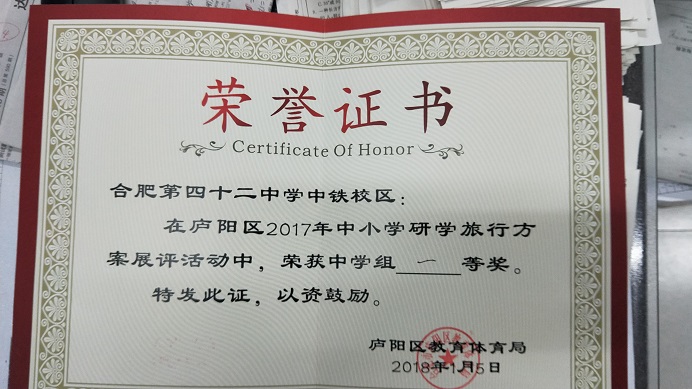 荣誉证书
Certificate Of Honor
合肥第四十二中学中铁校区：
在庐阳区2017年中小学研学旅行方
案展评活动中，荣获中学组一等奖。
特发此证，以资鼓励。
庐阳区教育体育局
2018年1月5日